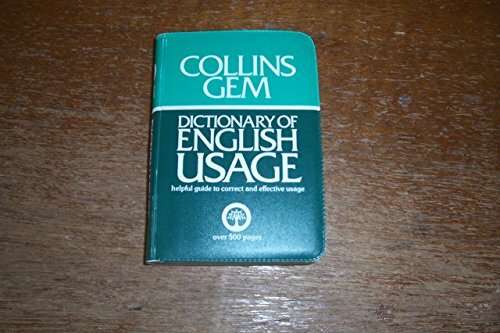 COLLINS
GEM
DICTIONARY OF
ENGLISH
USAGE
helpful guide to correct and effective usage
over 500 pages